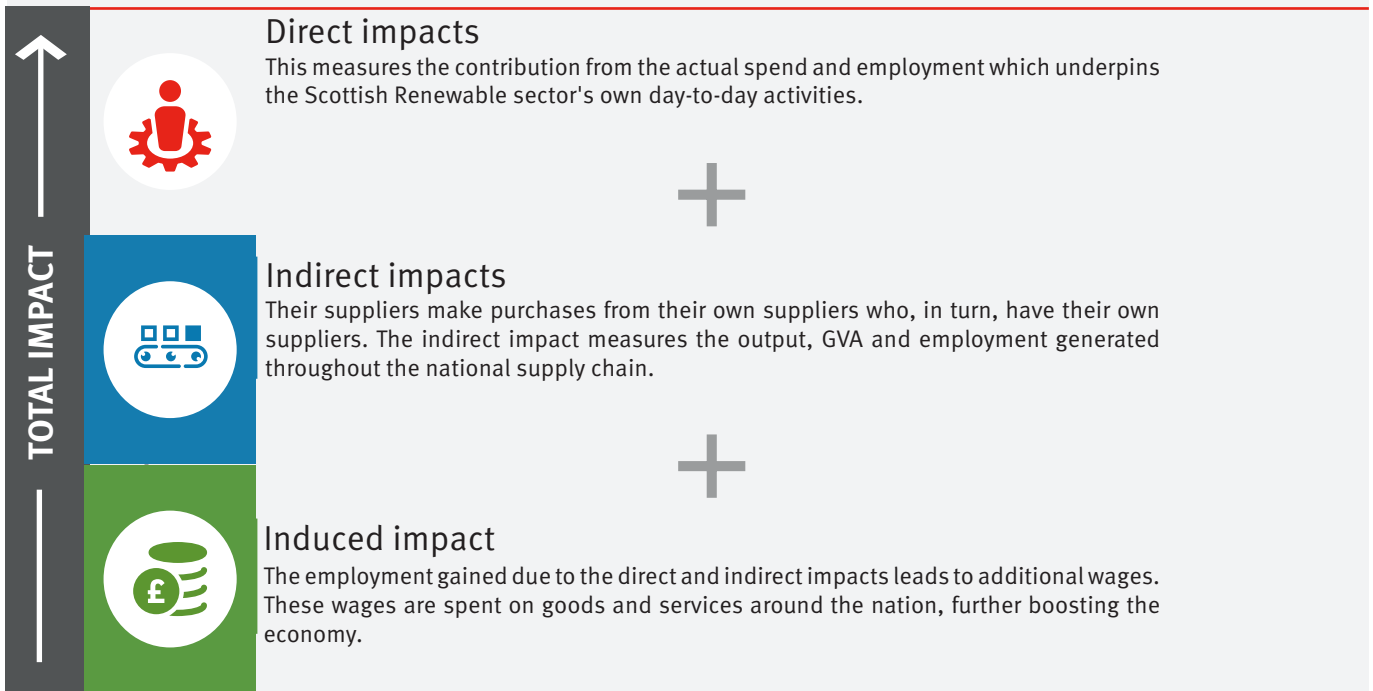 Direct impacts
This measures the contribution from the actual spend and employment which underpins
the Scottish Renewable sector's own day-to-day activities.
+
TOTAL IMPACT
Indirect impacts
Their suppliers make purchases from their own suppliers who, in turn, have their own
suppliers. The indirect impact measures the output, GVA and employment generated
throughout the national supply chain.
+
£
Induced impact
The employment gained due to the direct and indirect impacts leads to additional wages.
These wages are spent on goods and services around the nation, further boosting the
economy.